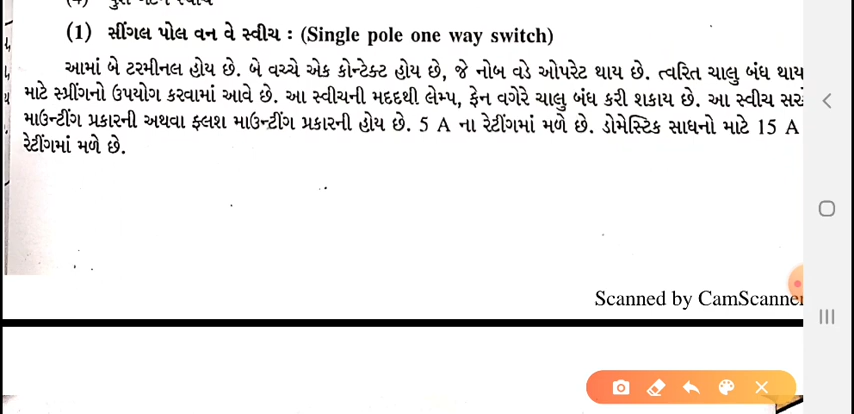 (1) સીંગલ પોલ વન વે સ્વીચ : (Single pole one way switch)
આમાં બે ટરમીનલ હોય છે. બે વચ્ચે એક કોન્ટેક્ટ હોય છે, જે નોબ વડે ઓપરેટ થાય છે. ત્વરિત ચાલુ બંધ થાય
માટે સ્પ્રીંગનો ઉપયોગ કરવામાં આવે છે. આ સ્વીચની મદદથી લેમ્પ, ફેન વગેરે ચાલુ બંધ કરી શકાય છે. આ સ્વીચ
માઉન્ટીંગ પ્રકારની અથવા ફ્લશ માઉન્ટીંગ પ્રકારની હોય છે. 5 A ના રેટીંગમાં મળે છે. ડોમેસ્ટિક સાધનો માટે 15 A
રેટીંગમાં મળે છે.
Scanned by CamScanner